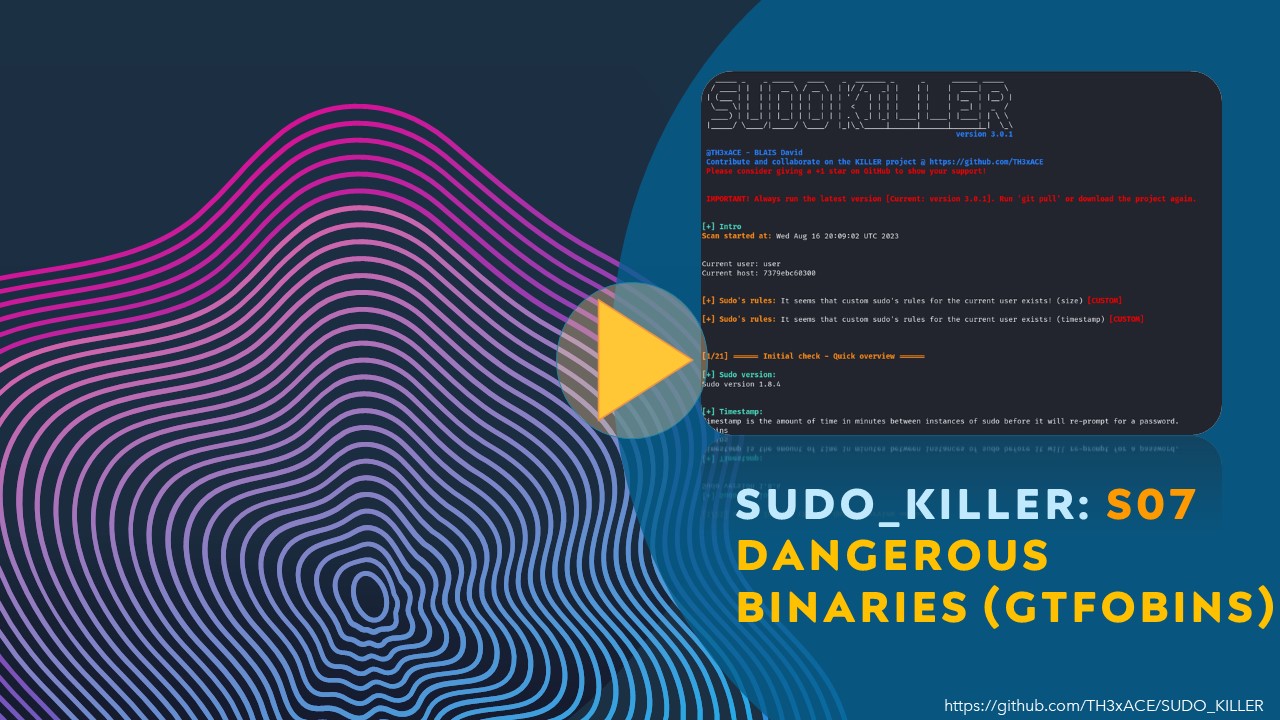 SUDOKILLER
version 3.0.1
@TH3xACE - BLAIS David
Contribute and collaborate on the KILLER project @ https://github.com/TH3xACE
Please consider giving a +1 star on GitHub to show your support!
IMPORTANT! Always run the latest version [Current: version 3.0.1]. Run 'git pull' or download the project again.
[+] Intro
Scan started at: Wed Aug 16 20:09:02 UTC 2023
Current user: user
Current host: 7379ebc60300
[+] Sudo's rules: It seems that custom sudo's rules for the current user exists! (size) [CUSTOM]
[+] Sudo's rules: It seems that custom sudo's rules for the current user exists! (timestamp) [CUSTOM]
[1/21] ====== Initial check - Quick overview ======
[+] Sudo version:
Sudo version 1.8.4
[+] Timestamp:
Timestamp is the amount of time in minutes between instances of sudo before it will re-prompt for a password.
SUDO_KILLER: S07
DANGEROUS
BINARIES (GTFOBINS)
https://github.com/TH3xACE/SUDO_KILLER